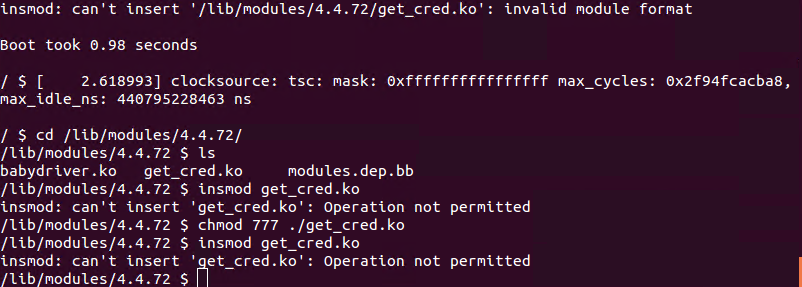 insmod: can't insert '/lib/modules/4.4.72/get_cred.ko': invalid module format
Boot took 0.98 seconds
/ $ [    2.618993] clocksource: tsc: mask: 0xffffffffffffffff max_cycles: 0x2f94fcacba8,
max_idle_ns: 440795228463 ns
/ $ cd /lib/modules/4.4.72/
/lib/modules/4.4.72 $ ls
babydriver.ko   get_cred.ko     modules.dep.bb
/lib/modules/4.4.72 $ insmod get_cred.ko
insmod: can't insert 'get_cred.ko': Operation not permitted
/lib/modules/4.4.72 $ chmod 777 ./get_cred.ko
/lib/modules/4.4.72 $ insmod get_cred.ko
insmod: can't insert 'get_cred.ko': Operation not permitted
/lib/modules/4.4.72 $